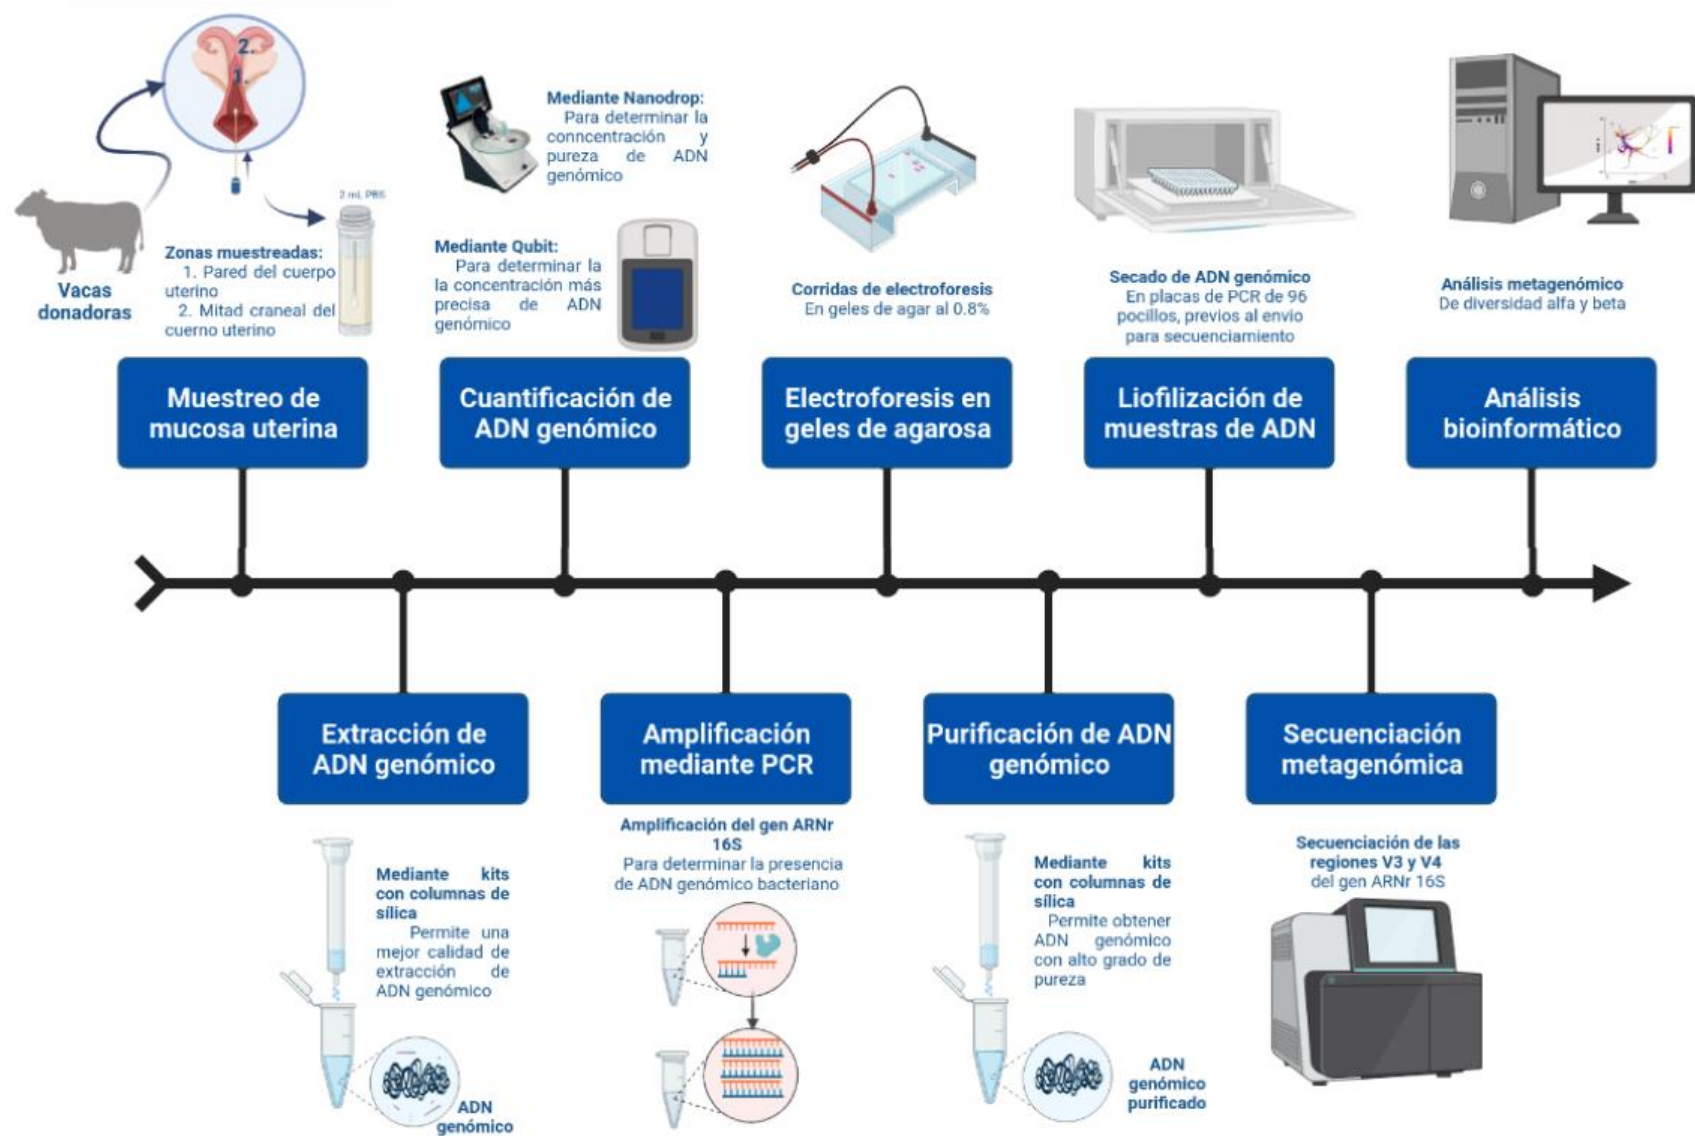 2.
1.
2 mL PBS
Zonas muestreadas:
1. Pared del cuerpo
uterino
2. Mitad craneal del
cuerno uterino
Vacas
donadoras
Muestreo de
mucosa uterina
Mediante Nanodrop:
Para determinar la
conncentración y
pureza de ADN
genómico
Mediante Qubit:
Para determinar la
la concentración más
precisa de ADN
genómico
Cuantificación de
ADN genómico
Corridas de electroforesis
En geles de agar al 0.8%
Electroforesis en
geles de agarosa
Secado de ADN genómico
En placas de PCR de 96
pocillos, previos al envio
para secuenciamiento
Liofilización de
muestras de ADN
Análisis metagenómico
De diversidad alfa y beta
Análisis
bioinformático
Extracción de
ADN genómico
Mediante kits
con columnas de
sílica
Permite una
mejor calidad de
extracción de
ADN genómico
ADN
genómico
Amplificación
mediante PCR
Amplificación del gen ARNr
16S
Para determinar la presencia
de ADN genómico bacteriano
Purificación de ADN
genómico
Mediante kits
con columnas de
sílica
Permite obtener
ADN genómico
con alto grado de
pureza
ADN
genómico
purificado
Secuenciación
metagenómica
Secuenciación de las
regiones V3 y V4
del gen ARNr 16S